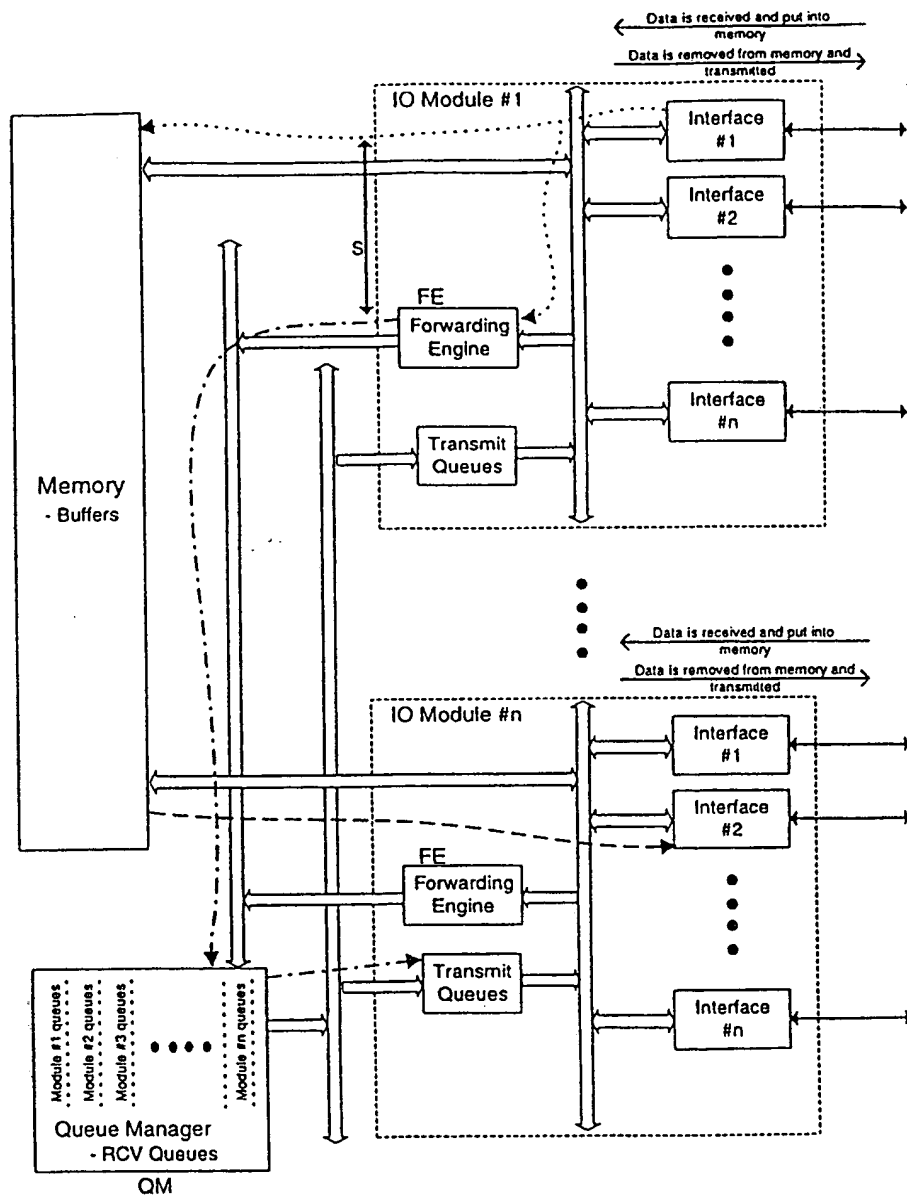 Data is received and put into
memory
Data is removed from memory and
transmitted
IO Module #1
Interface
#1
Interface
#2
S
FE
Forwarding
Engine
Interface
#n
Transmit
Queues
Memory
- Buffers
Data is received and put into
memory
Data is removed from memory and
transmitted
IO Module #n
Interface
#1
Interface
#2
FE
Forwarding
Engine
Transmit
Queues
Interface
#n
Module #1 queues
Module #2 queues
Module #3 queues
Module #n queues
Queue Manager
- RCV Queues
QM